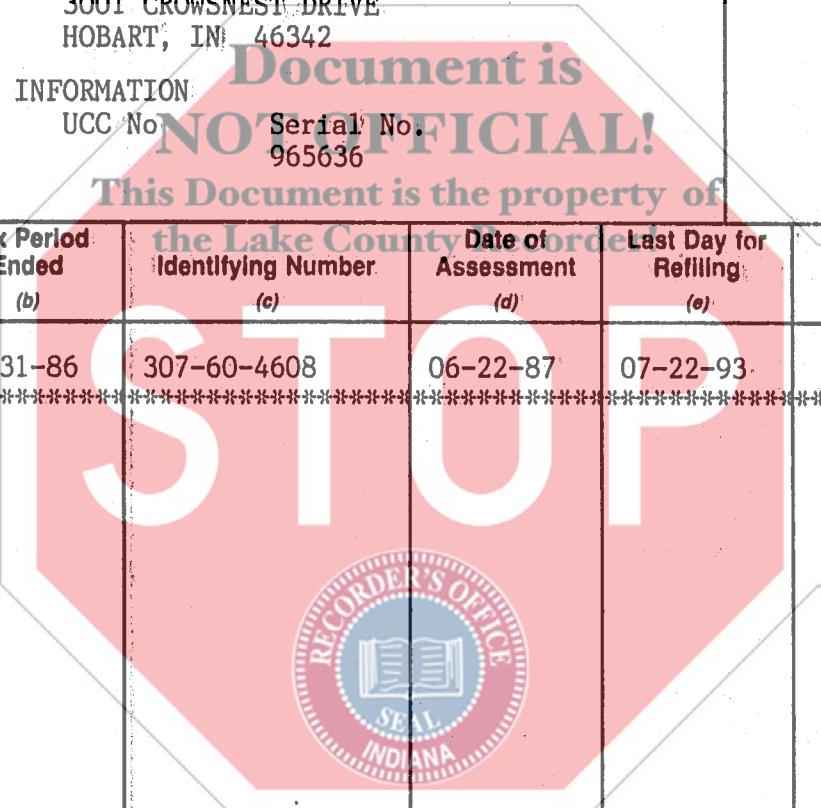 3001 CROWSNEST DRIVE
HOBART, IN 46342
Document is
INFORMATION
UCC No Serial No.
NOT OFFICIAL!
965636
This Document is the property of
the Lake County Recorder!
Period Ended
(b)
Identifying Number
(c)
Date of
Assessment
(d)
Last Day for
Refiling
(e)
31-86 307-60-4608 06-22-87 07-22-93
STOP
RECORDER'S OFFICE
SEAL
INDIANA